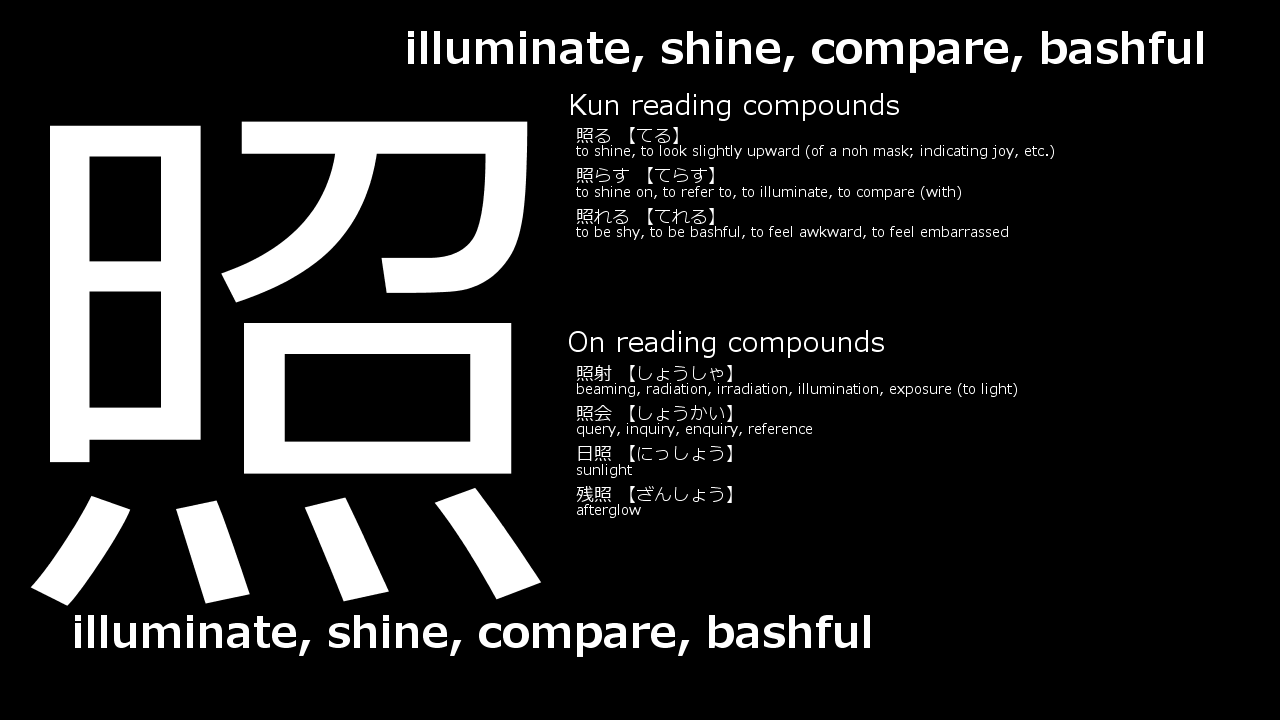 illuminate, shine, compare, bashful
照
Kun reading compounds
照る 【てる】
to shine, to look slightly upward (of a noh mask; indicating joy, etc.)
照らす 【てらす】
to shine on, to refer to, to illuminate, to compare (with)
照れる 【てれる】
to be shy, to be bashful, to feel awkward, to feel embarrassed
On reading compounds
照射 【しょうしゃ】
beaming, radiation, irradiation, illumination, exposure (to light)
照会 【しょうかい】
query, inquiry, enquiry, reference
日照 【にっしょう】
sunlight
残照 【ざんしょう】
afterglow
illuminate, shine, compare, bashful